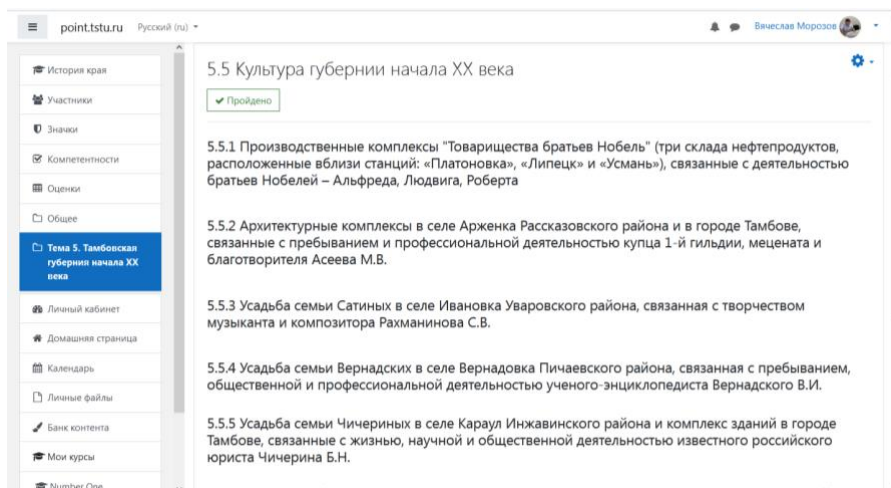 point.tstu.ru Русский (ru)
Вячеслав Морозов
История края
Участники
Значки
Компетентности
Оценки
Общее
Тема 5. Тамбовская
губерния начала XX
века
Личный кабинет
Домашняя страница
Календарь
Личные файлы
Банк контента
Мои курсы
Number One
5.5 Культура губернии начала XX века
Пройдено
5.5.1 Производственные комплексы "Товарищества братьев Нобель" (три склада нефтепродуктов,
расположенные вблизи станций: «Платоновка», «Липецк» и «Усмань»), связанные с деятельностью
братьев Нобелей – Альфреда, Людвига, Роберта
5.5.2 Архитектурные комплексы в селе Арженка Рассказовского района и в городе Тамбове,
связанные с пребыванием и профессиональной деятельностью купца 1-й гильдии, мецената и
благотворителя Асеева М.В.
5.5.3 Усадьба семьи Сатиных в селе Ивановка Уваровского района, связанная с творчеством
музыканта и композитора Рахманинова С.В.
5.5.4 Усадьба семьи Вернадских в селе Вернадовка Пичаевского района, связанная с пребыванием,
общественной и профессиональной деятельностью ученого-энциклопедиста Вернадского В.И.
5.5.5 Усадьба семьи Чичериных в селе Караул Инжавинского района и комплекс зданий в городе
Тамбове, связанные с жизнью, научной и общественной деятельностью известного российского
юриста Чичерина Б.Н.